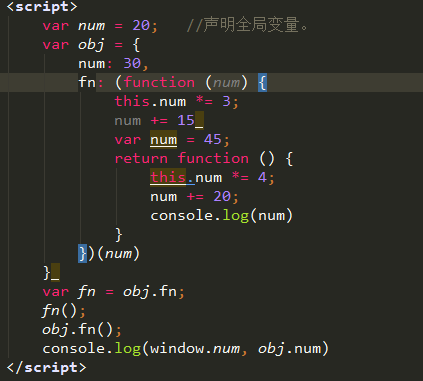 <script>
var num = 20;   //声明全局变量。
var obj = {
num: 30,
fn: (function (num) {
this.num *= 3;
num += 15
var num = 45;
return function () {
this.num *= 4;
num += 20;
console.log(num)
}
})(num)
}
var fn = obj.fn;
fn();
obj.fn();
console.log(window.num, obj.num)
</script>